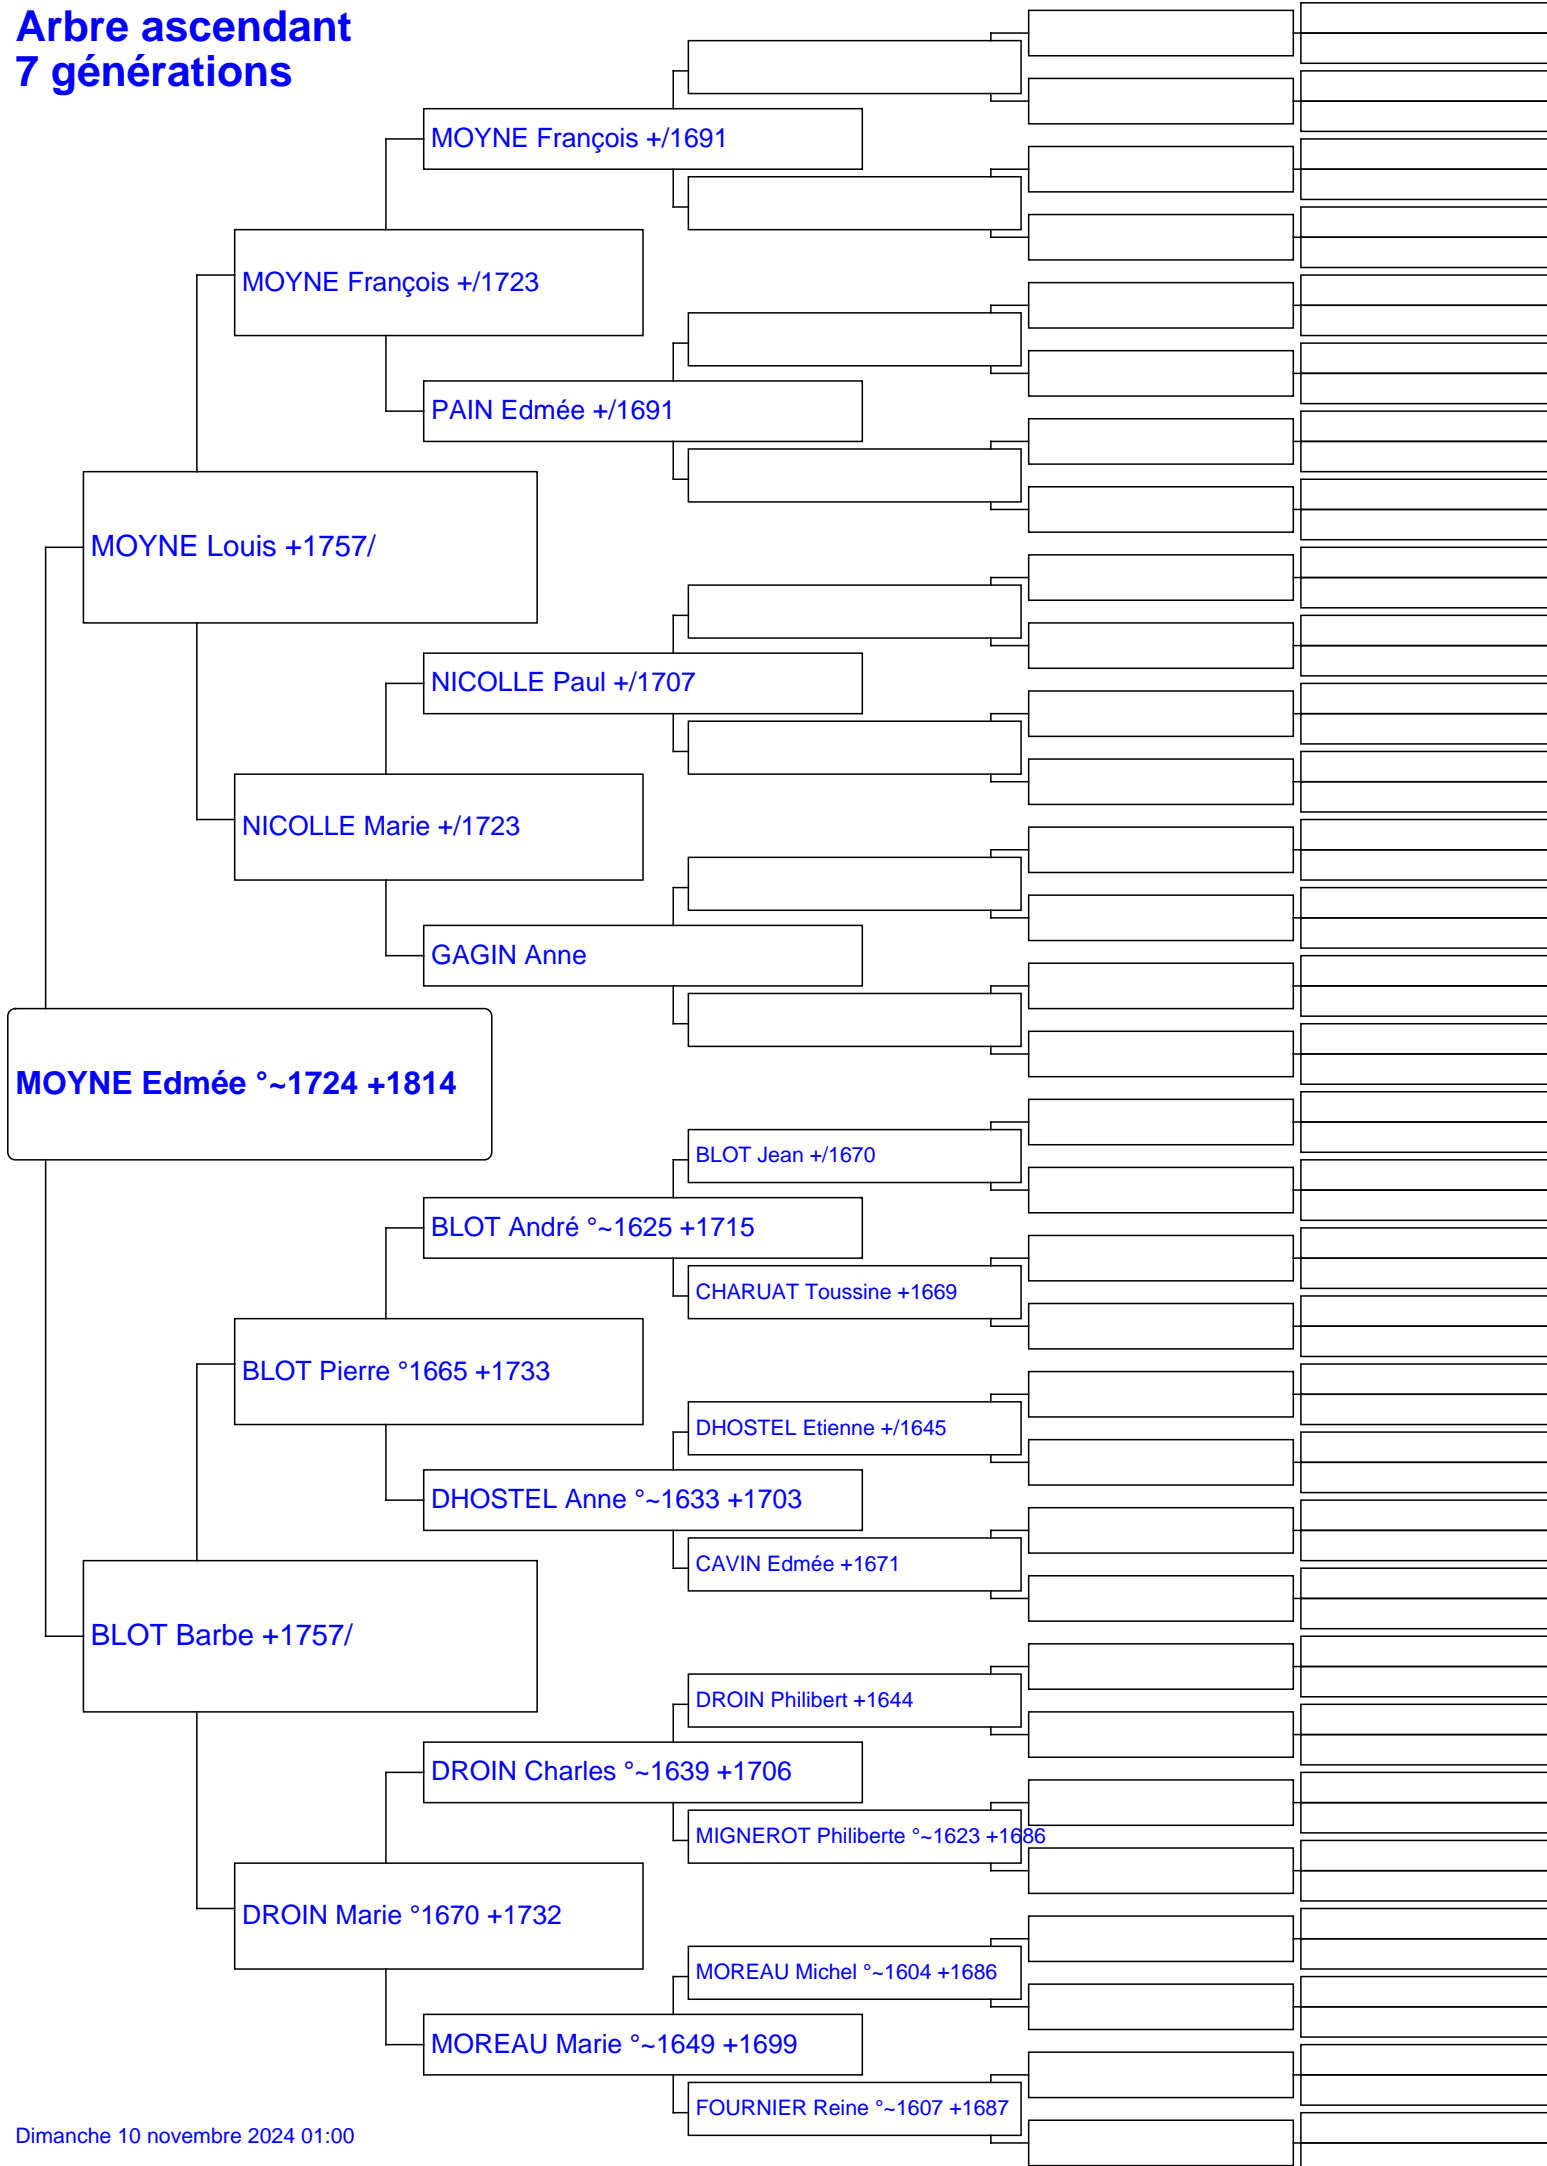 Arbre ascendant
7 générations
MOYNE François +/1691
MOYNE François +/1723
PAIN Edmée +/1691
MOYNE Louis +1757/
NICOLLE Paul +/1707
NICOLLE Marie +/1723
GAGIN Anne
MOYNE Edmée °~1724 +1814
BLOT Jean +/1670
BLOT André °~1625 +1715
CHARUAT Toussine +1669
BLOT Pierre °1665 +1733
DHOSTEL Etienne +/1645
DHOSTEL Anne °~1633 +1703
CAVIN Edmée +1671
BLOT Barbe +1757/
DROIN Philibert +1644
DROIN Charles °~1639 +1706
MIGNEROT Philiberte °~1623 +1686
DROIN Marie °1670 +1732
MOREAU Michel °~1604 +1686
MOREAU Marie °~1649 +1699
FOURNIER Reine °~1607 +1687
Dimanche 10 novembre 2024 01:00